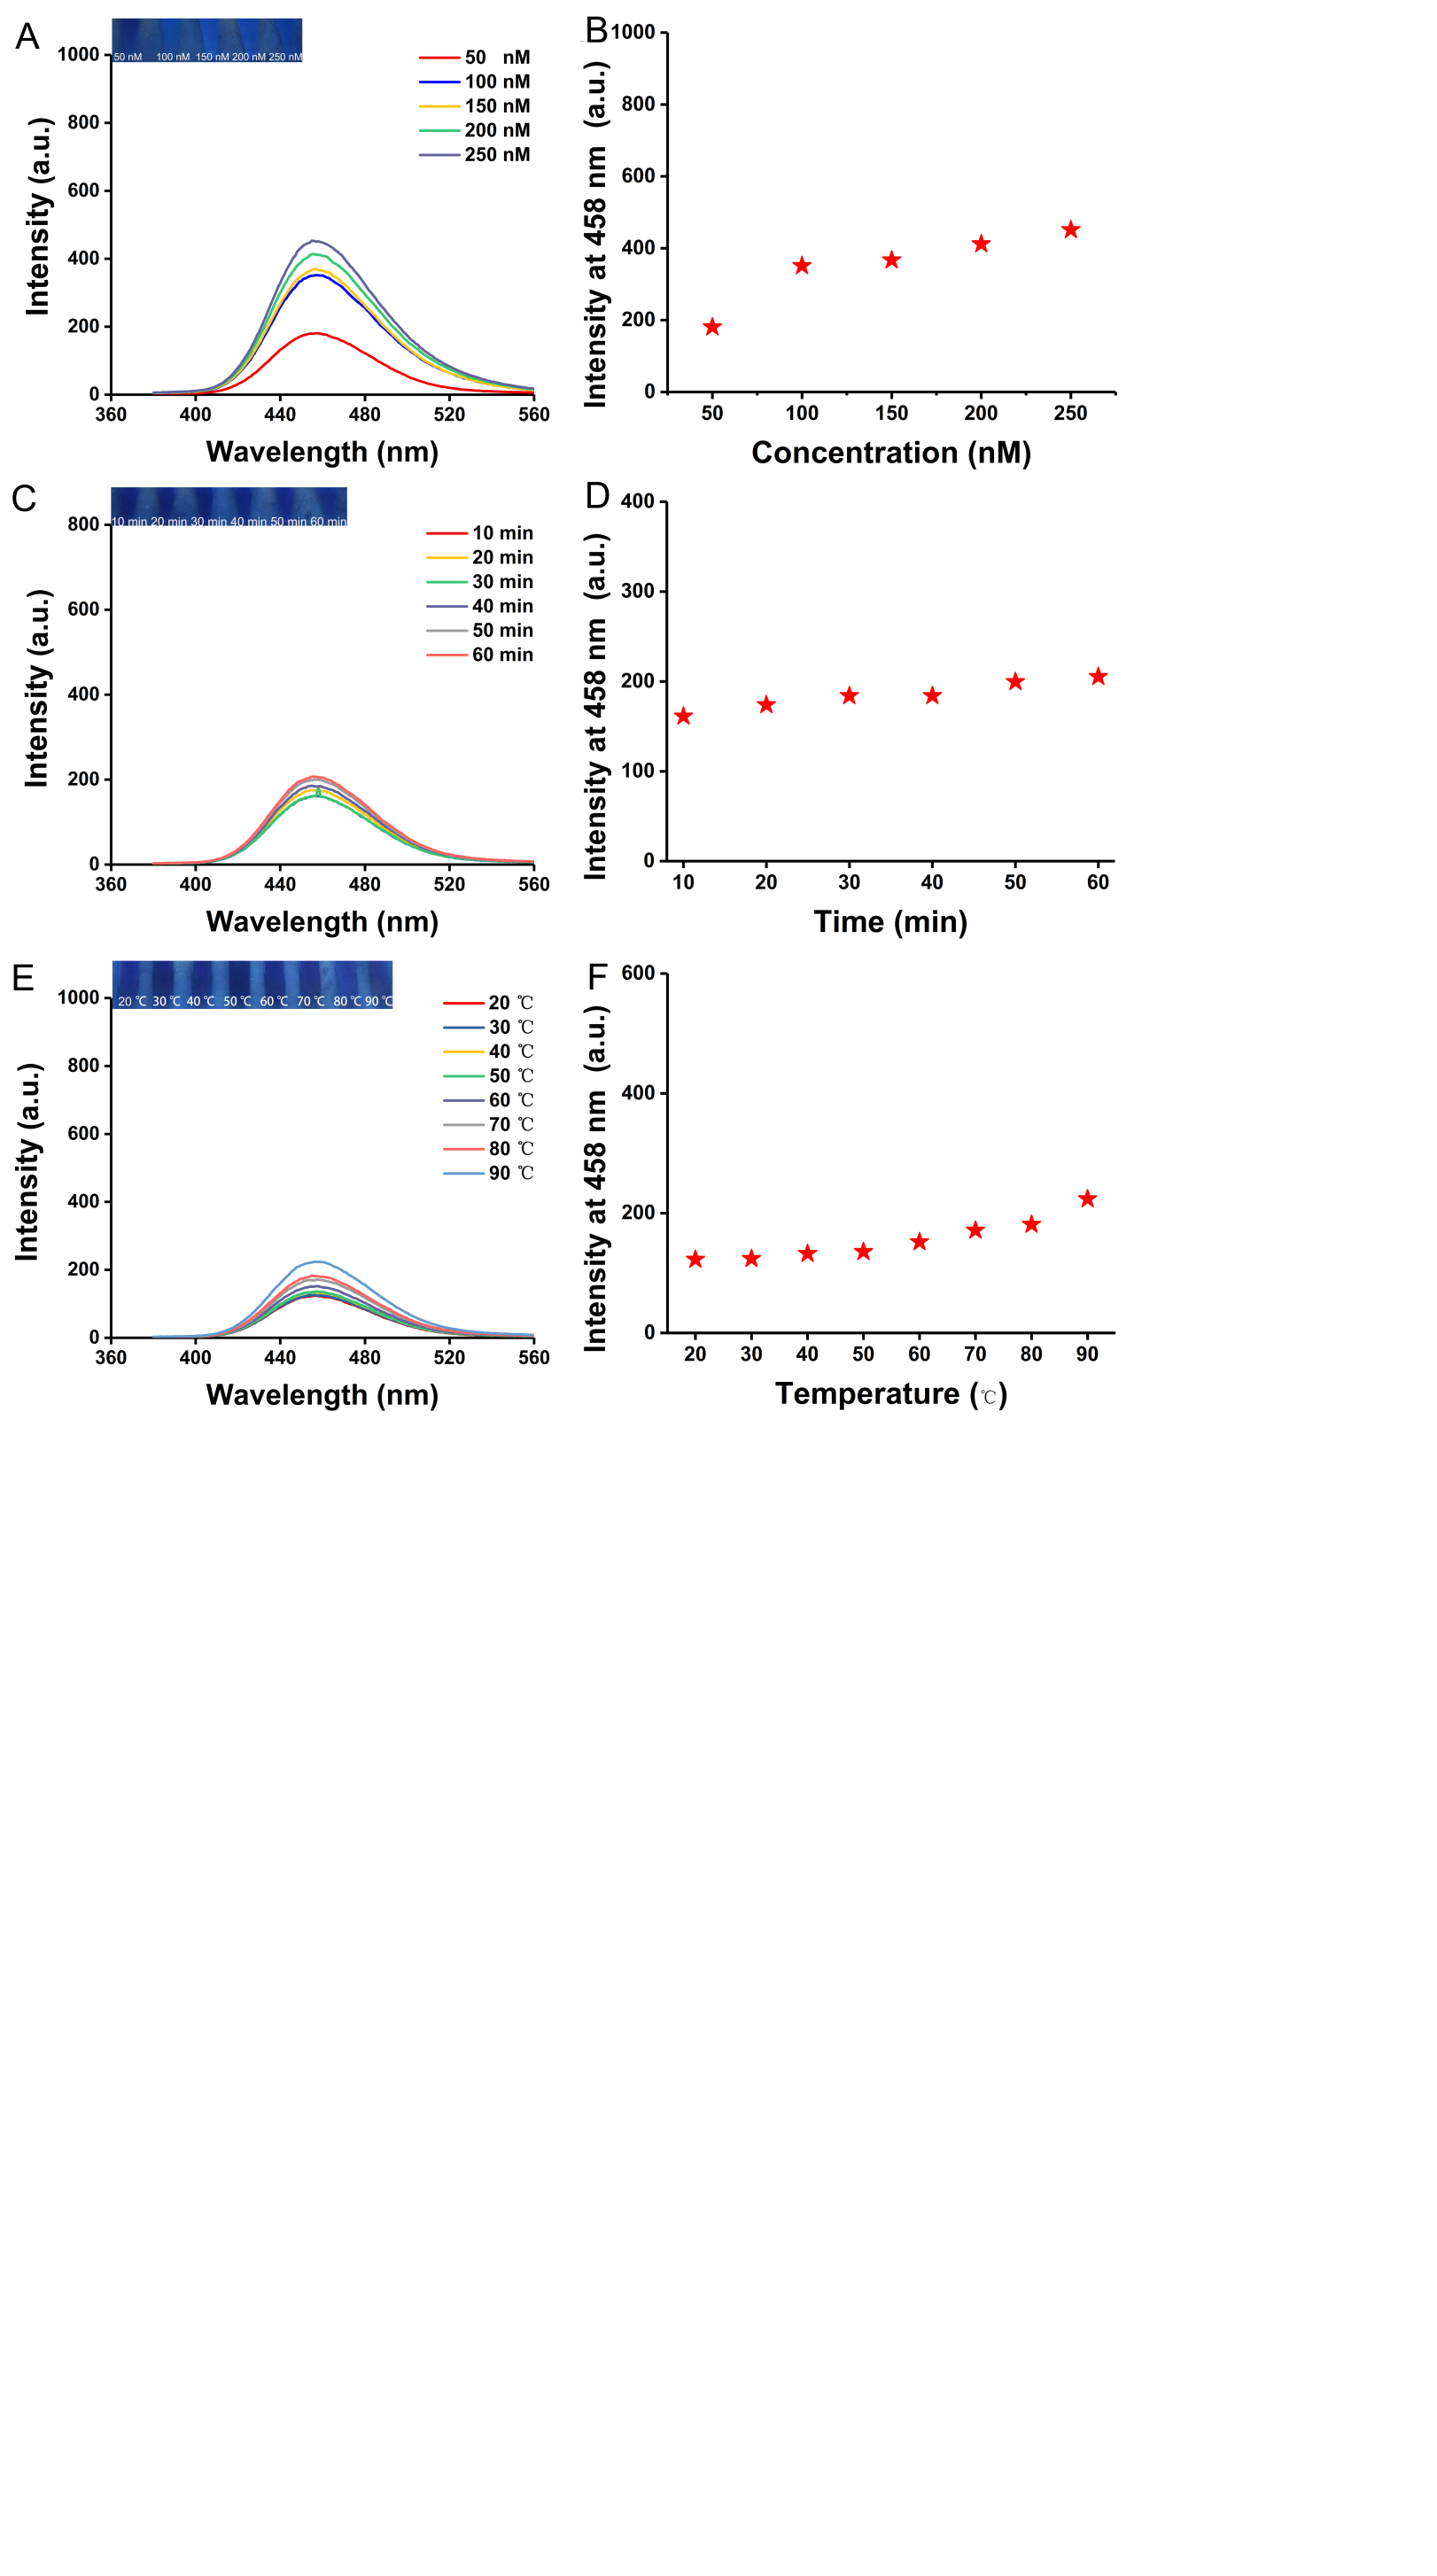 A
50 nM 100 nM 150 nM 200 nM 250 nM
1000
800
600
400
200
0
360 400 440 480 520 560
Intensity (a.u.)
Wavelength (nm)
50 nM
100 nM
150 nM
200 nM
250 nM
B
1000
800
600
400
200
0
50 100 150 200 250
Intensity at 458 nm (a.u.)
Concentration (nM)
C
10 min 20 min 30 min 40 min 50 min 60 min
800
600
400
200
0
360 400 440 480 520 560
Intensity (a.u.)
Wavelength (nm)
10 min
20 min
30 min
40 min
50 min
60 min
D
400
300
200
100
0
10 20 30 40 50 60
Intensity at 458 nm (a.u.)
Time (min)
E
20 ℃ 30 ℃ 40 ℃ 50 ℃ 60 ℃ 70 ℃ 80 ℃ 90 ℃
1000
800
600
400
200
0
360 400 440 480 520 560
Intensity (a.u.)
Wavelength (nm)
20 ℃
30 ℃
40 ℃
50 ℃
60 ℃
70 ℃
80 ℃
90 ℃
F
600
400
200
0
20 30 40 50 60 70 80 90
Intensity at 458 nm (a.u.)
Temperature (℃)